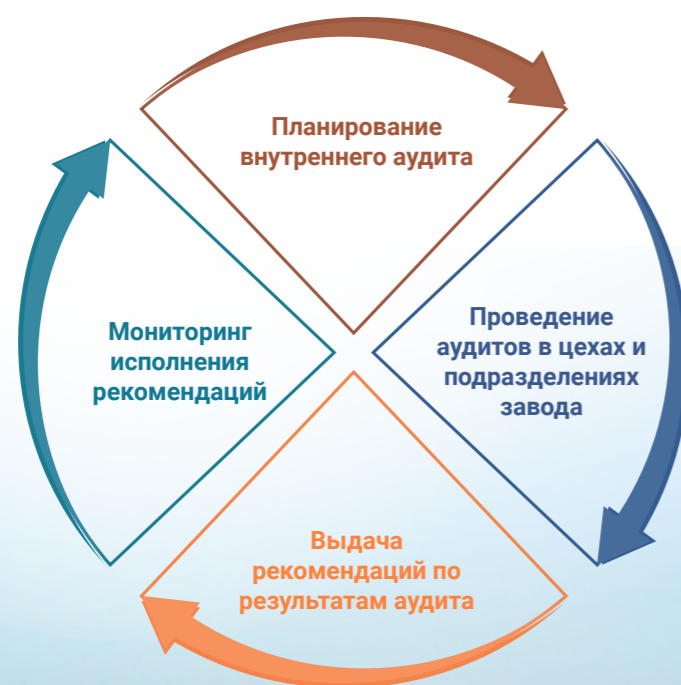 Планирование
внутреннего аудита
Проведение
аудитов в цехах и
подразделениях
завода
Выдача
рекомендаций по
результатам аудита
Мониторинг
исполнения
рекомендаций